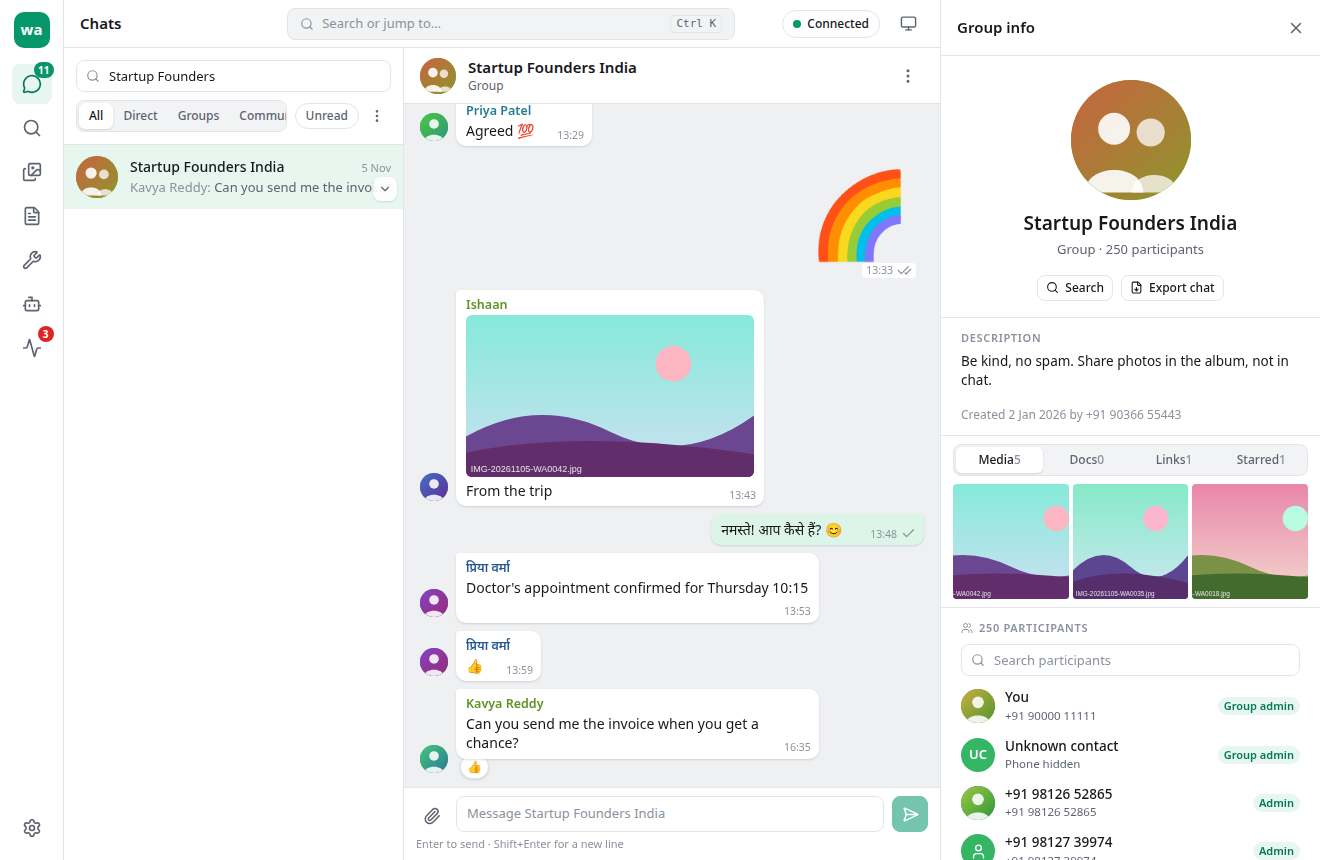 wa
Chats
Search or jump to...
Ctrl K
Connected
Group info
11
3
Startup Founders
All
Direct
Groups
Unread
Startup Founders India
5 Nov
Kavya Reddy: Can you send me the invo
Startup Founders India
Group
Priya Patel
Agreed 💯
13:29
13:33
Ishaan
IMG-20261105-WA0042.jpg
From the trip
13:43
नमस्ते! आप कैसे हैं? 😊
13:48
प्रिया वर्मा
Doctor's appointment confirmed for Thursday 10:15
13:53
प्रिया वर्मा
👍
13:59
Kavya Reddy
Can you send me the invoice when you get a
chance?
16:35
👍
Message Startup Founders India
Enter to send · Shift+Enter for a new line
Startup Founders India
Group · 250 participants
Search
Export chat
DESCRIPTION
Be kind, no spam. Share photos in the album, not in
chat.
Created 2 Jan 2026 by +91 90366 55443
Media5
Docs0
Links1
Starred1
-WA0042.jpg
IMG-20261105-WA0035.jpg
-WA0018.jpg
250 PARTICIPANTS
Search participants
You
+91 90000 11111
Group admin
UC
Unknown contact
Phone hidden
Group admin
+91 98126 52865
+91 98126 52865
Admin
+91 98127 39974
+91 98127 39974
Admin